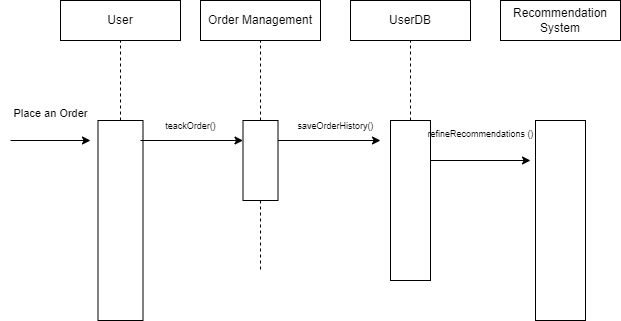 User
Order Management
UserDB
Recommendation
System
Place an Order
teackOrder()
saveOrderHistory()
refineRecommendations ()